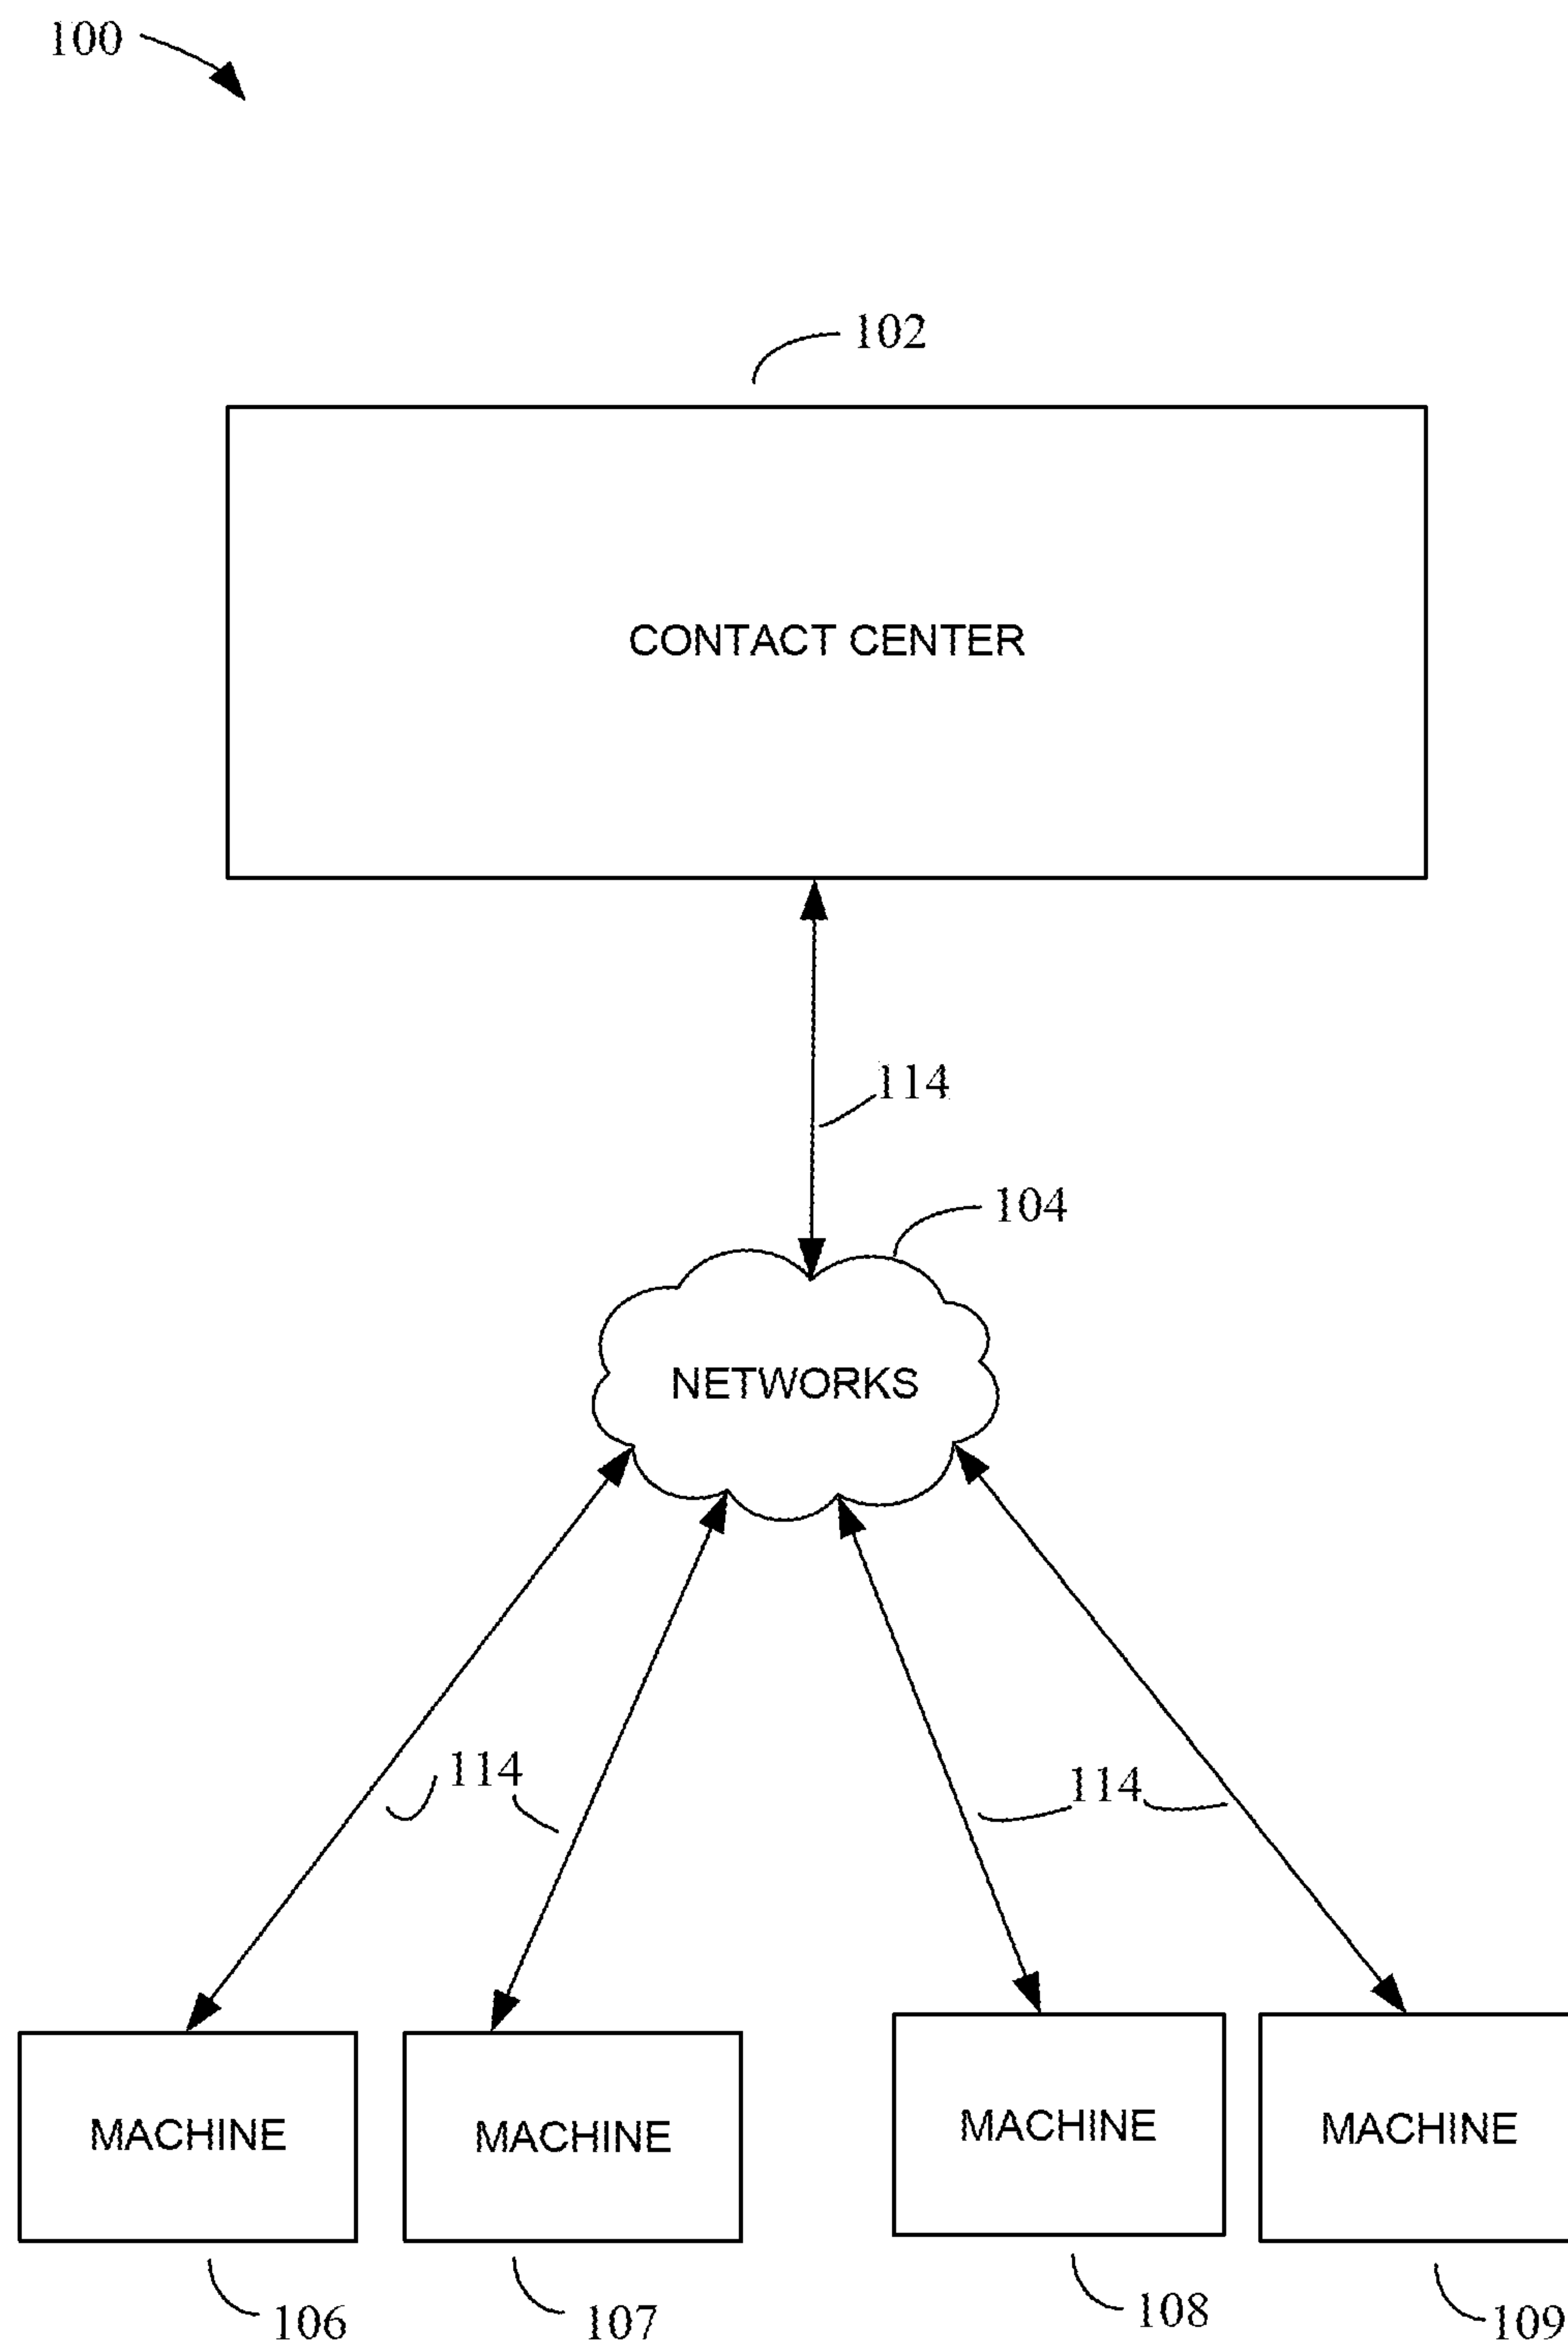 100
102
CONTACT CENTER
114
104
NETWORKS
114
114
MACHINE
MACHINE
MACHINE
MACHINE
106
107
108
109